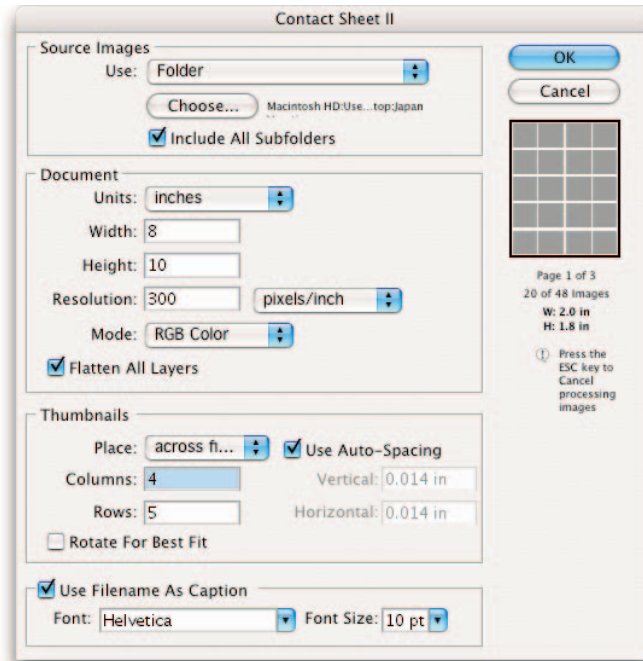 Contact Sheet II
Source Images
Use: Folder
Choose... Macintosh HD:Use...top:Japan
Include All Subfolders
Document
Units: inches
Width: 8
Height: 10
Resolution: 300 pixels/inch
Mode: RGB Color
Flatten All Layers
Thumbnails
Place: across fi... Use Auto-Spacing
Columns: 4 Vertical: 0.014 in
Rows: 5 Horizontal: 0.014 in
Rotate For Best Fit
Use Filename As Caption
Font: Helvetica Font Size: 10 pt
OK
Cancel
Page 1 of 3
20 of 48 Images
W: 2.0 in
H: 1.8 in
Press the
ESC key to
Cancel
processing
images